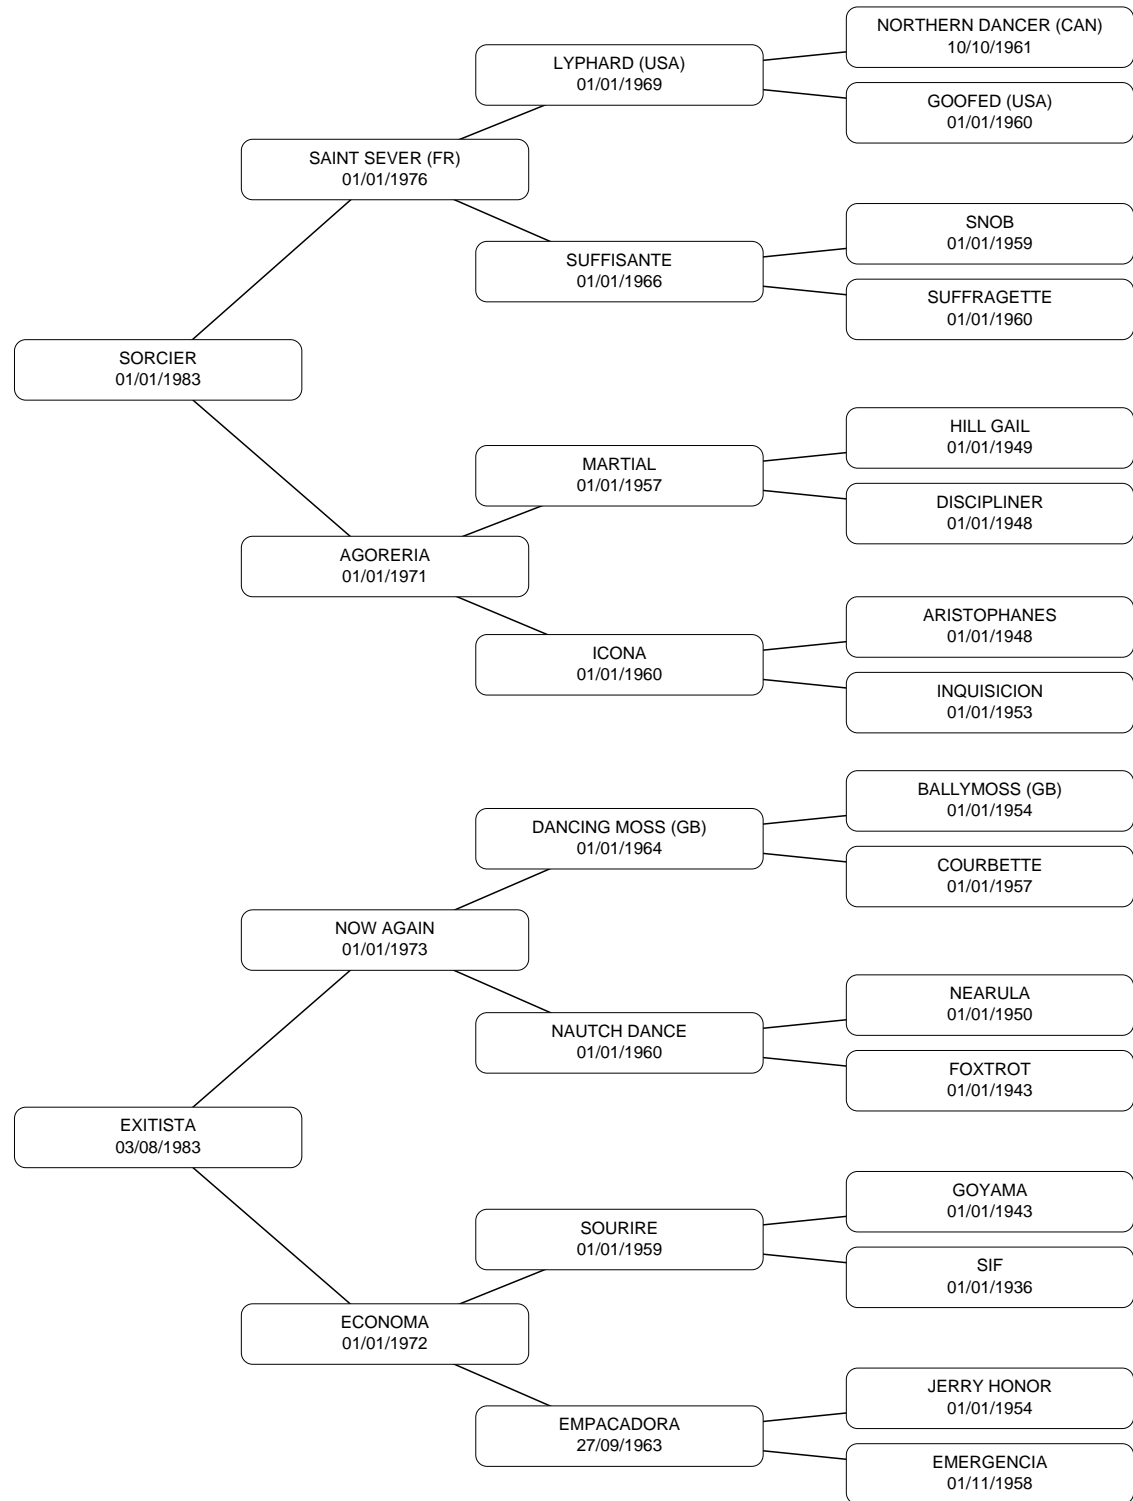 NORTHERN DANCER (CAN)
10/10/1961
LYPHARD (USA)
01/01/1969
GOOFED (USA)
01/01/1960
SAINT SEVER (FR)
01/01/1976
SNOB
01/01/1959
SUFFISANTE
01/01/1966
SUFFRAGETTE
01/01/1960
SORCIER
01/01/1983
HILL GAIL
01/01/1949
MARTIAL
01/01/1957
DISCIPLINER
01/01/1948
AGORERIA
01/01/1971
ARISTOPHANES
01/01/1948
ICONA
01/01/1960
INQUISICION
01/01/1953
BALLYMOSS (GB)
01/01/1954
DANCING MOSS (GB)
01/01/1964
COURBETTE
01/01/1957
NOW AGAIN
01/01/1973
NEARULA
01/01/1950
NAUTCH DANCE
01/01/1960
FOXTROT
01/01/1943
EXITISTA
03/08/1983
GOYAMA
01/01/1943
SOURIRE
01/01/1959
SIF
01/01/1936
ECONOMA
01/01/1972
JERRY HONOR
01/01/1954
EMPACADORA
27/09/1963
EMERGENCIA
01/11/1958